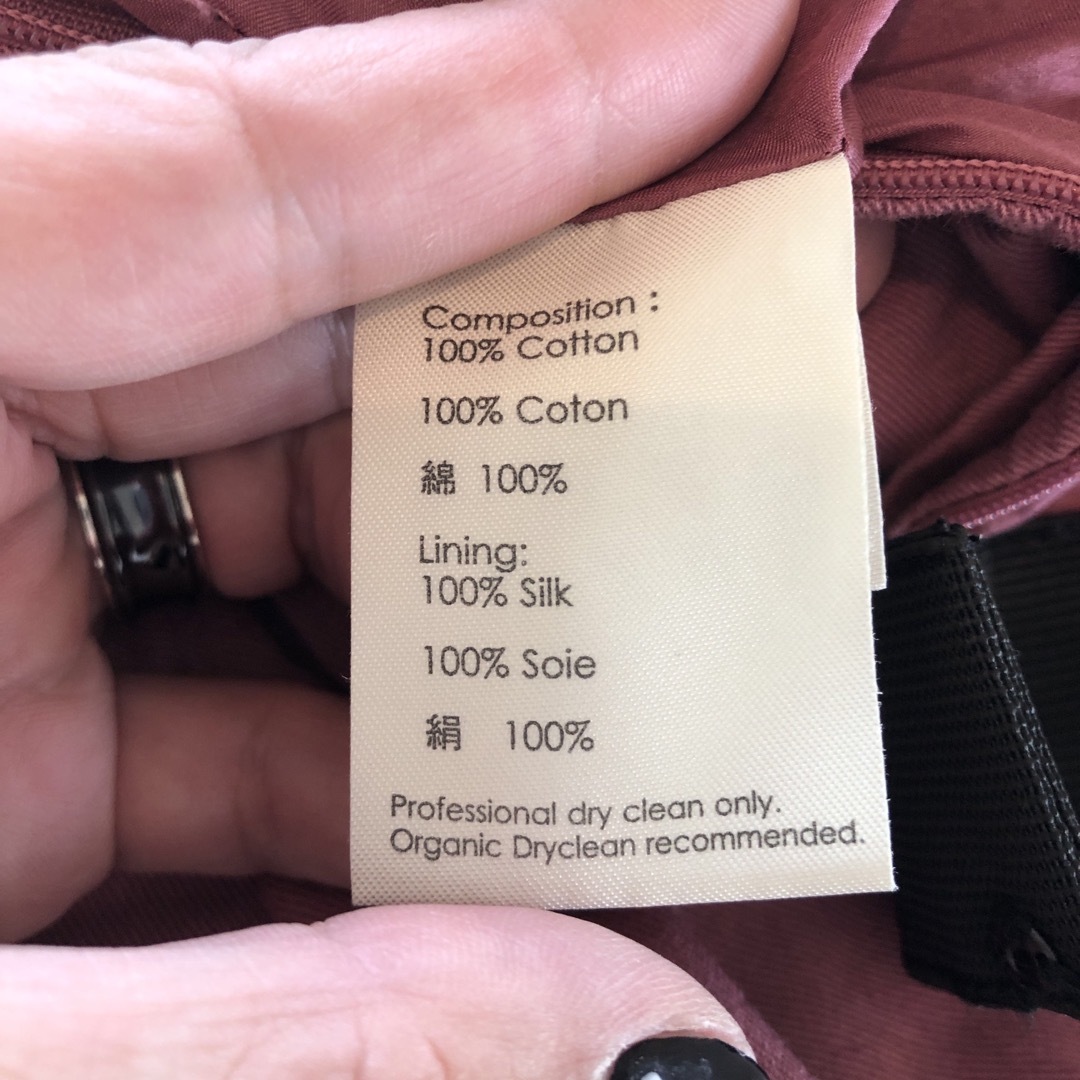 Composition :
100% Cotton
100% Coton
綿 100%
Lining:
100% Silk
100% Soie
絹 100%
Professional dry clean only.
Organic Dryclean recommended.